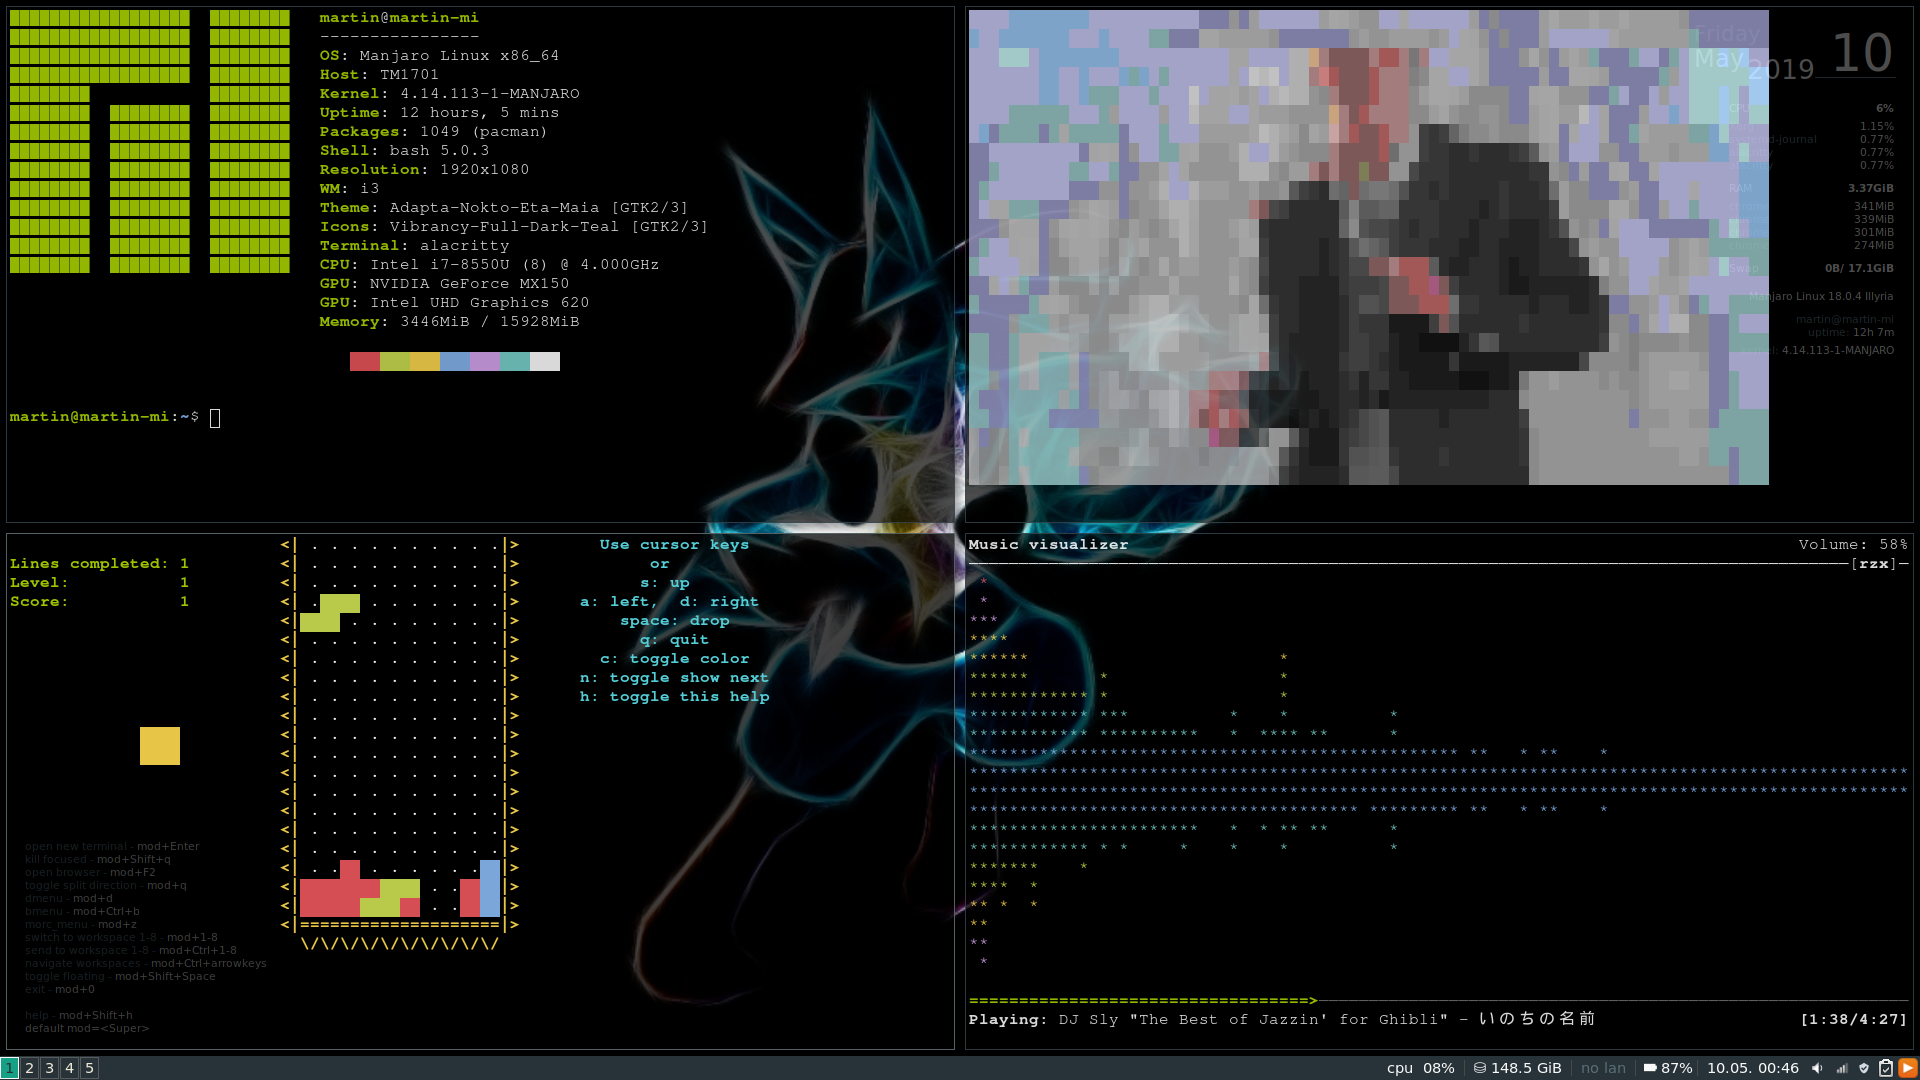 martin@martin-mi
----------------
OS: Manjaro Linux x86_64
Host: TM1701
Kernel: 4.14.113-1-MANJARO
Uptime: 12 hours, 5 mins
Packages: 1049 (pacman)
Shell: bash 5.0.3
Resolution: 1920x1080
WM: i3
Theme: Adapta-Nokto-Eta-Maia [GTK2/3]
Icons: Vibrancy-Full-Dark-Teal [GTK2/3]
Terminal: alacritty
CPU: Intel i7-8550U (8) @ 4.000GHz
GPU: NVIDIA GeForce MX150
GPU: Intel UHD Graphics 620
Memory: 3446MiB / 15928MiB
martin@martin-mi:~$
Friday
May 2019 10
CPU 6%
1.15%
-journal 0.77%
0.77%
0.77%
RAM 3.37GiB
341MiB
339MiB
301MiB
274MiB
Swap 0B/ 17.1GiB
Manjaro Linux 18.0.4 Illyria
martin@martin-mi
uptime: 12h 7m
4.14.113-1-MANJARO
Lines completed: 1
Level: 1
Score: 1
Use cursor keys
or
s: up
a: left, d: right
space: drop
q: quit
c: toggle color
n: toggle show next
h: toggle this help
open new terminal - mod+Enter
kill focused - mod+Shift+q
open browser - mod+F2
toggle split direction - mod+q
dmenu - mod+d
bmenu - mod+Ctrl+b
morc_menu - mod+z
switch to workspace 1-8 - mod+1-8
send to workspace 1-8 - mod+Ctrl+1-8
navigate workspaces - mod+Ctrl+arrowkeys
toggle floating - mod+Shift+Space
exit - mod+0
help - mod+Shift+h
default mod=<Super>
Music visualizer Volume: 58%
[rzx]
Playing: DJ Sly "The Best of Jazzin' for Ghibli" - いのちの名前 [1:38/4:27]
1 2 3 4 5
cpu 08% 148.5 GiB no lan 87% 10.05. 00:46